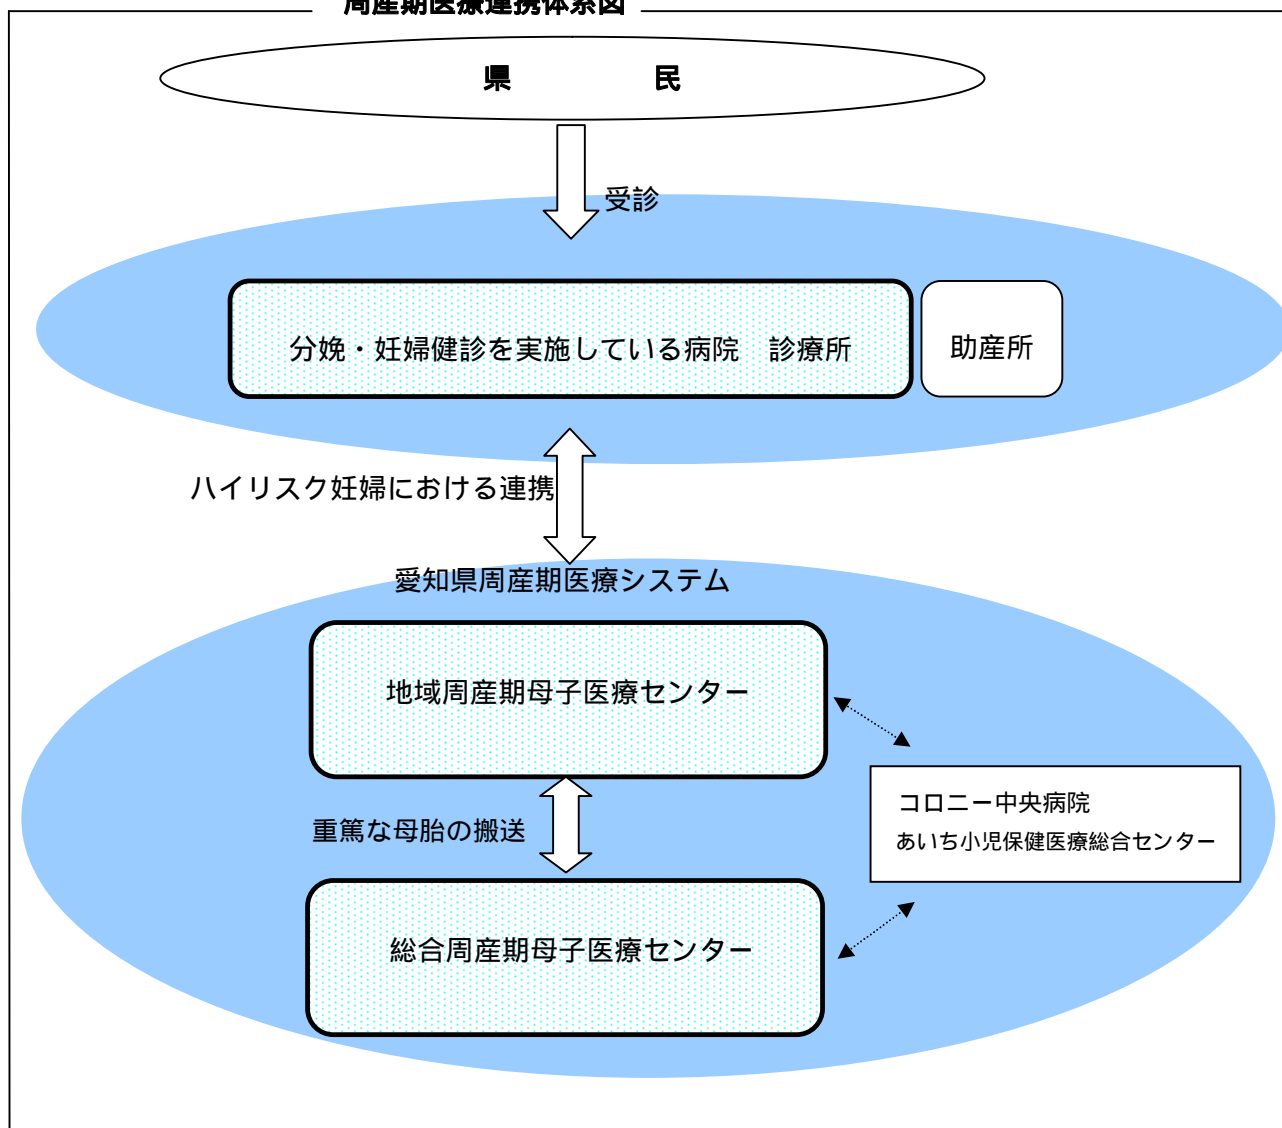 周産期医療連携体系図
県　民
受診
分娩・妊婦健診を実施している病院　診療所
助産所
ハイリスク妊婦における連携
愛知県周産期医療システム
地域周産期母子医療センター
コロニー中央病院
あいち小児保健医療総合センター
重篤な母胎の搬送
総合周産期母子医療センター